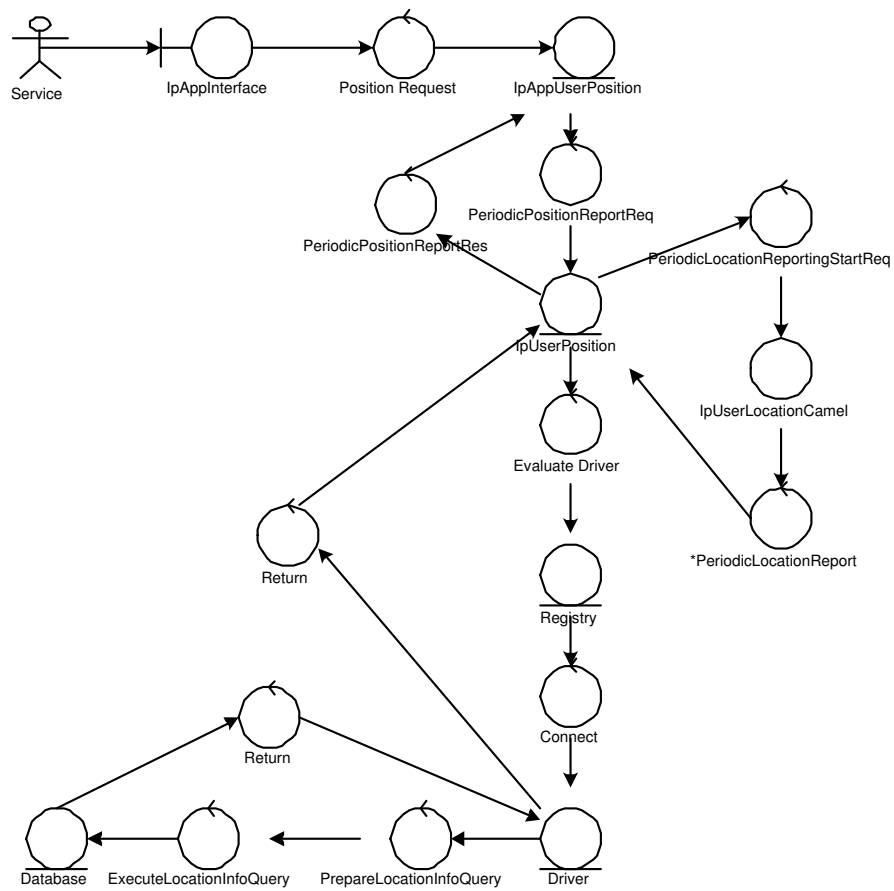 Service
IpAppInterface
Position Request
IpAppUserPosition
PeriodicPositionReportReq
PeriodicPositionReportRes
PeriodicLocationReportingStartReq
IpUserPosition
IpUserLocationCamel
Evaluate Driver
*PeriodicLocationReport
Return
Registry
Connect
Return
Database
ExecuteLocationInfoQuery
PrepareLocationInfoQuery
Driver